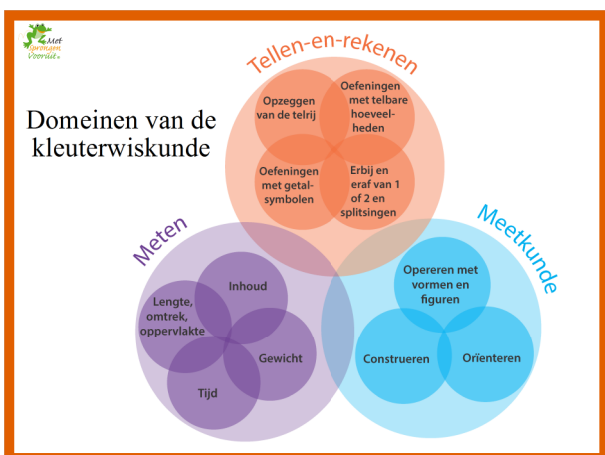 Met
Sprongen
Vooruit
Domeinen van de
kleuterwiskunde
Tellen-en-rekenen
Opzeggen
van de telrij
Oefeningen
met telbare
hoeveel-
heden
Oefeningen
met getal-
symbolen
Erbij en
eraf van 1
of 2 en
splitsingen
Meten
Inhoud
Lengte,
omtrek,
oppervlakte
Gewicht
Tijd
Meetkunde
Opereren met
vormen en
figuren
Construeren
Orïenteren